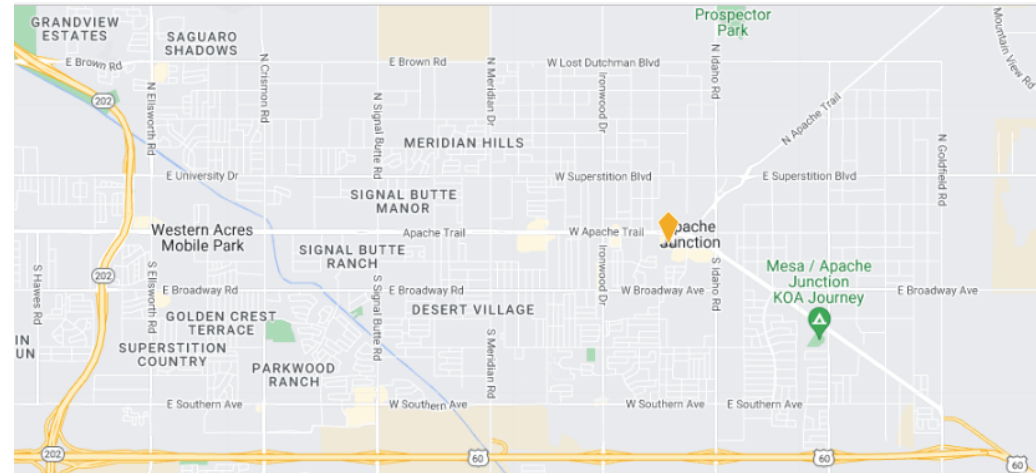 GRANDVIEW
ESTATES
SAGUARO
SHADOWS
Prospector
Park
Mountain View Rd
E Brown Rd
E Brown Rd
W Lost Dutchman Blvd
202
N Ellsworth Rd
N Crismon Rd
N Signal Butte Rd
N Meridian Dr
Ironwood Dr
N Idaho Rd
N Apache Trail
N Goldfield Rd
MERIDIAN HILLS
E University Dr
W Superstition Blvd
E Superstition Blvd
SIGNAL BUTTE
MANOR
Western Acres
Mobile Park
Apache Trail
W Apache Trail
Apache
Junction
SIGNAL BUTTE
RANCH
S Hawes Rd
202
S Ellsworth Rd
S Signal Butte Rd
S Meridian Rd
Ironwood Dr
S Idaho Rd
Mesa / Apache
Junction
KOA Journey
E Broadway Rd
E Broadway Rd
W Broadway Ave
E Broadway Ave
GOLDEN CREST
TERRACE
DESERT VILLAGE
IN
UN
SUPERSTITION
COUNTRY
PARKWOOD
RANCH
E Southern Ave
W Southern Ave
W Southern Ave
E Southern Ave
202
60
60
60